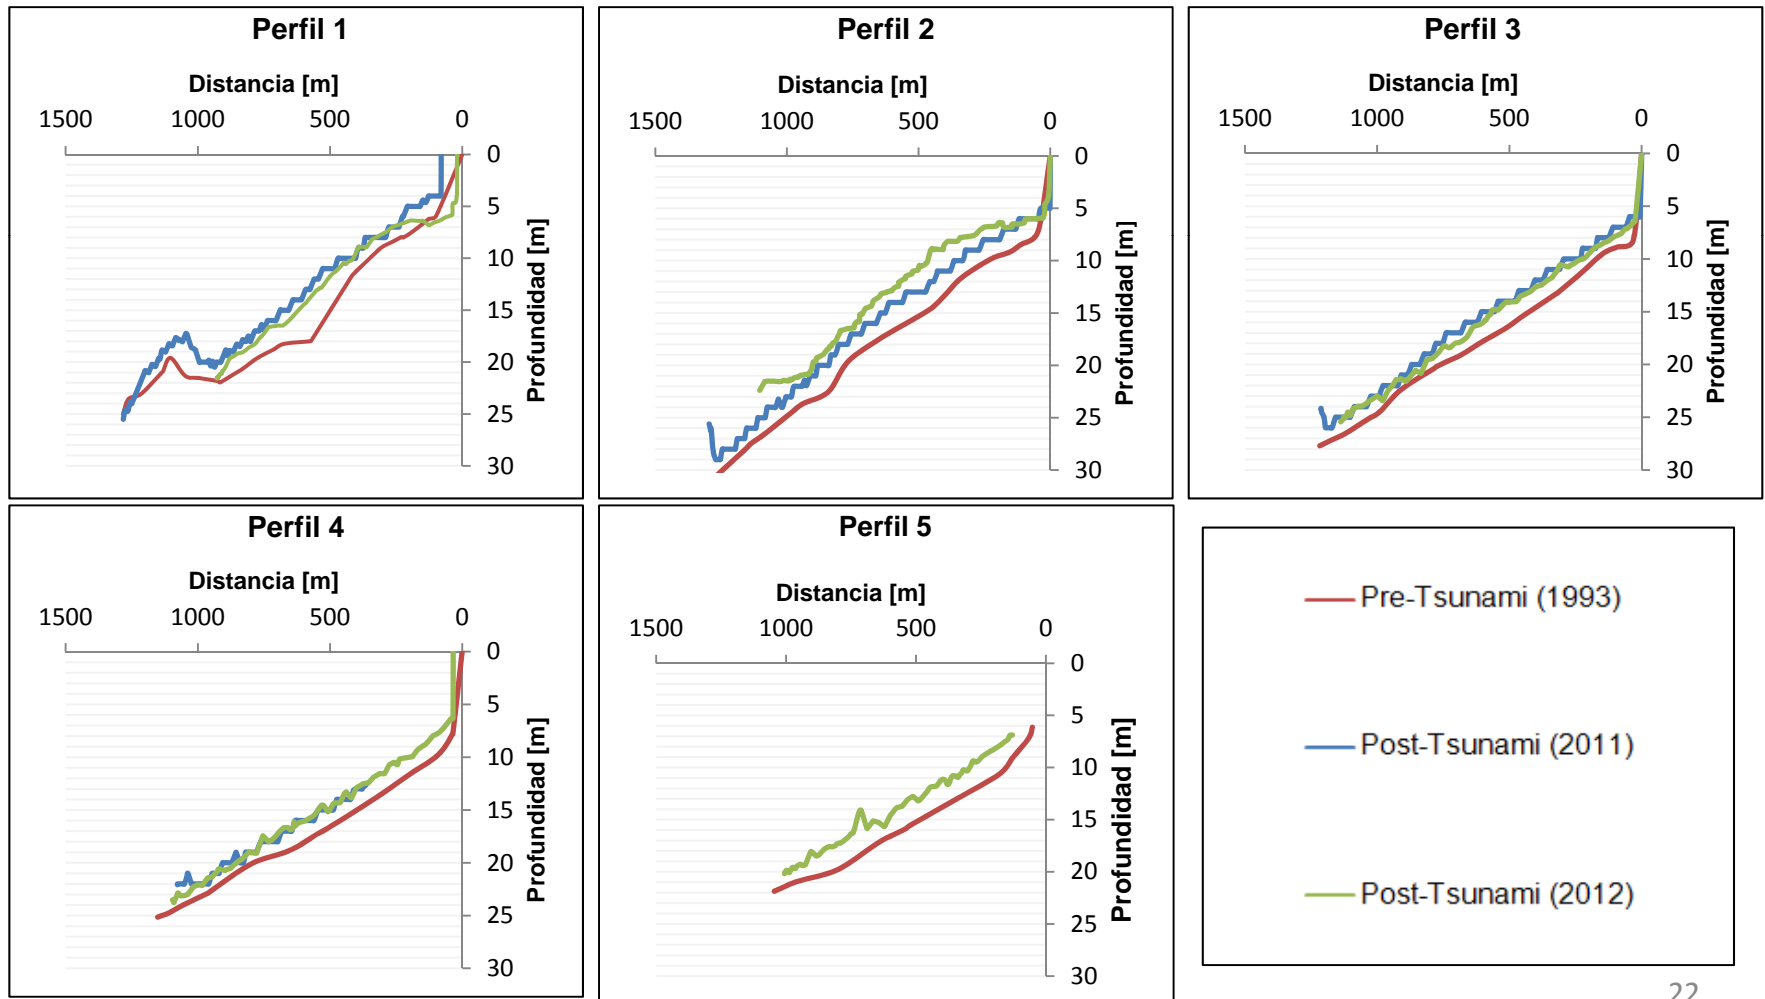 Perfil 1
Distancia [m]
1500 1000 500 0
0
5
10
15
20
25
30
Profundidad [m]
Perfil 2
Distancia [m]
1500 1000 500 0
0
5
10
15
20
25
30
Profundidad [m]
Perfil 3
Distancia [m]
1500 1000 500 0
0
5
10
15
20
25
30
Profundidad [m]
Perfil 4
Distancia [m]
1500 1000 500 0
0
5
10
15
20
25
30
Profundidad [m]
Perfil 5
Distancia [m]
1500 1000 500 0
0
5
10
15
20
25
30
Profundidad [m]
Pre-Tsunami (1993)
Post-Tsunami (2011)
Post-Tsunami (2012)
22